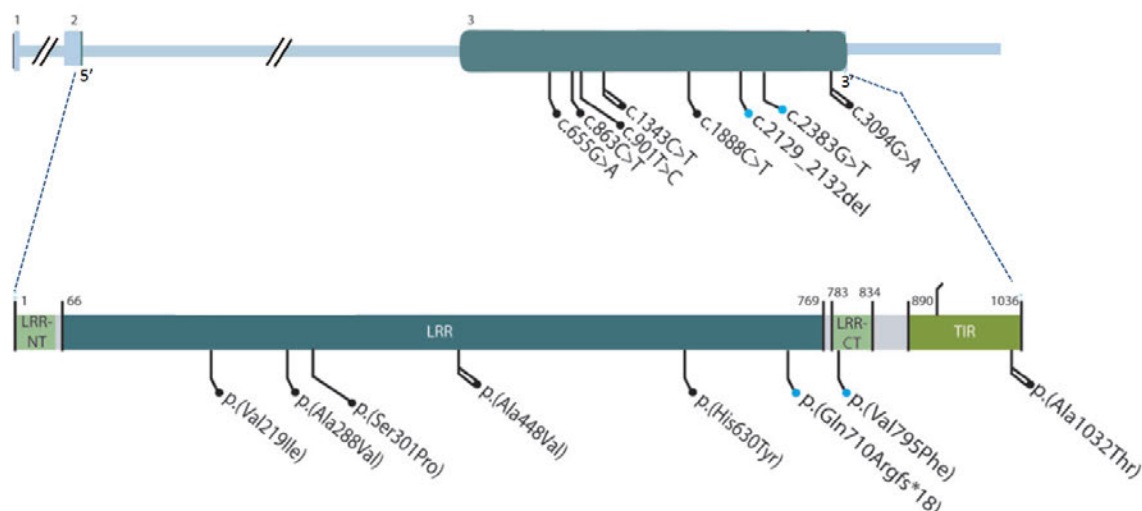 1 2 3
5’ 3’
c.655G>A
c.863C>T
c.901T>C
c.1343C>T
c.1888C>T
c.2129_2132del
c.2383G>T
c.3094G>A
1 66 769 783 834 890 1036
LRR-
NT
LRR
LRR-
CT
TIR
p.(Val219Ile)
p.(Ala288Val)
p.(Ser301Pro)
p.(Ala448Val)
p.(His630Tyr)
p.(Gln710Argfs*18)
p.(Val795Phe)
p.(Ala1032Thr)